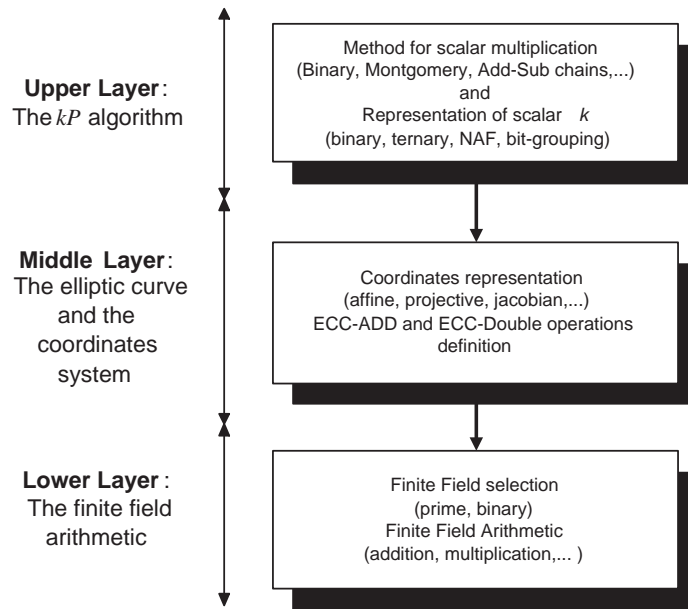 Upper Layer:
The kP algorithm
Method for scalar multiplication
(Binary, Montgomery, Add-Sub chains,...)
and
Representation of scalar k
(binary, ternary, NAF, bit-grouping)
Middle Layer:
The elliptic curve
and the
coordinates
system
Coordinates representation
(affine, projective, jacobian,...)
ECC-ADD and ECC-Double operations
definition
Lower Layer :
The finite field
arithmetic
Finite Field selection
(prime, binary)
Finite Field Arithmetic
(addition, multiplication,... )